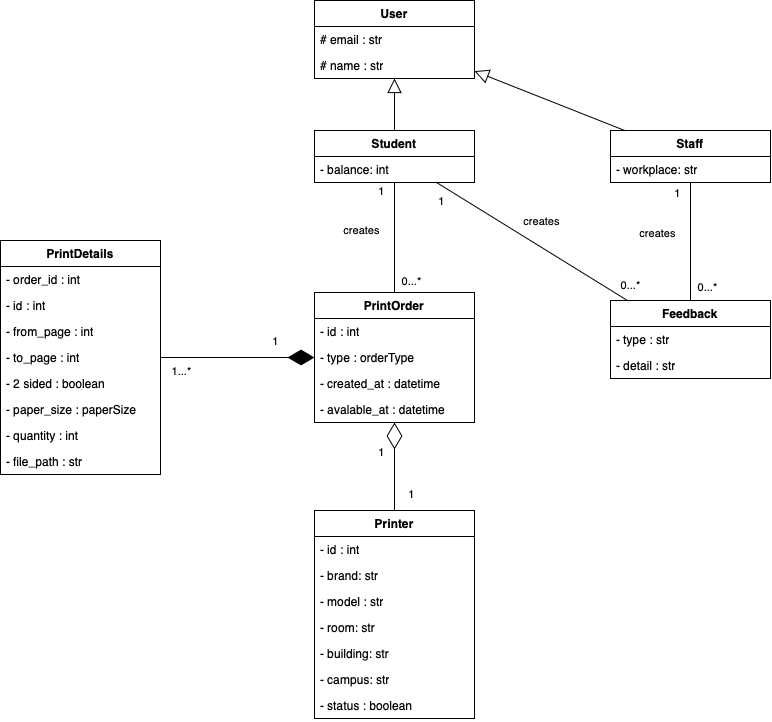 User
# email : str
# name : str
Student
- balance: int
Staff
- workplace: str
1
1
1
creates
creates
creates
0...*
0...*
0...*
PrintDetails
- order_id : int
- id : int
- from_page : int
- to_page : int
- 2 sided : boolean
- paper_size : paperSize
- quantity : int
- file_path : str
1
1...*
PrintOrder
- id : int
- type : orderType
- created_at : datetime
- avalable_at : datetime
Feedback
- type : str
- detail : str
1
1
Printer
- id : int
- brand: str
- model : str
- room: str
- building: str
- campus: str
- status : boolean